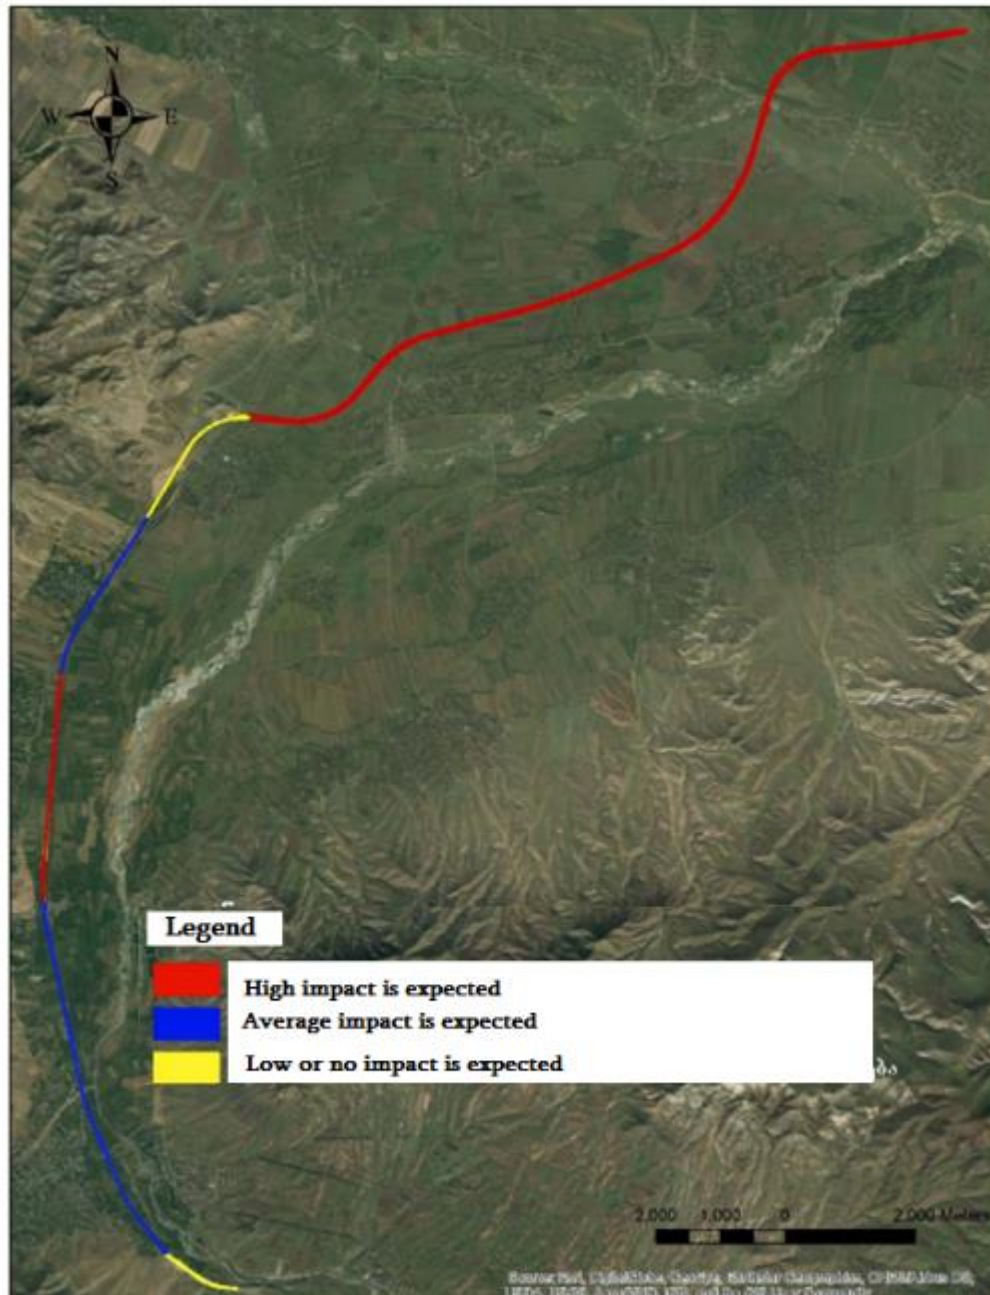 N
W E
S
Legend
High impact is expected
Average impact is expected
Low or no impact is expected
ბა
2,000 1,000 0 2,000 Meters